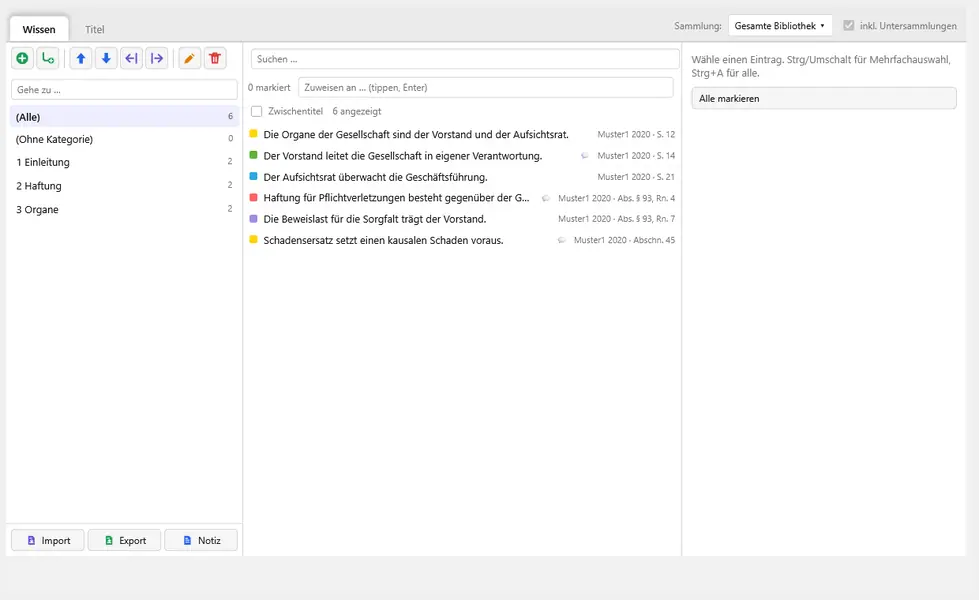 Wissen
Titel
Sammlung: Gesamte Bibliothek ▾ inkl. Untersammlungen
Gehe zu ...
(Alle) 6
(Ohne Kategorie) 0
1 Einleitung 2
2 Haftung 2
3 Organe 2
Import
Export
Notiz
Suchen ...
0 markiert Zuweisen an ... (tippen, Enter)
Zwischentitel 6 angezeigt
Die Organe der Gesellschaft sind der Vorstand und der Aufsichtsrat. Muster1 2020 - S. 12
Der Vorstand leitet die Gesellschaft in eigener Verantwortung. Muster1 2020 - S. 14
Der Aufsichtsrat überwacht die Geschäftsführung. Muster1 2020 - S. 21
Haftung für Pflichtverletzungen besteht gegenüber der G... Muster1 2020 - Abs. § 93, Rn. 4
Die Beweislast für die Sorgfalt trägt der Vorstand. Muster1 2020 - Abs. § 93, Rn. 7
Schadensersatz setzt einen kausalen Schaden voraus. Muster1 2020 - Abschn. 45
Wähle einen Eintrag. Strg/Umschalt für Mehrfachauswahl,
Strg+A für alle.
Alle markieren